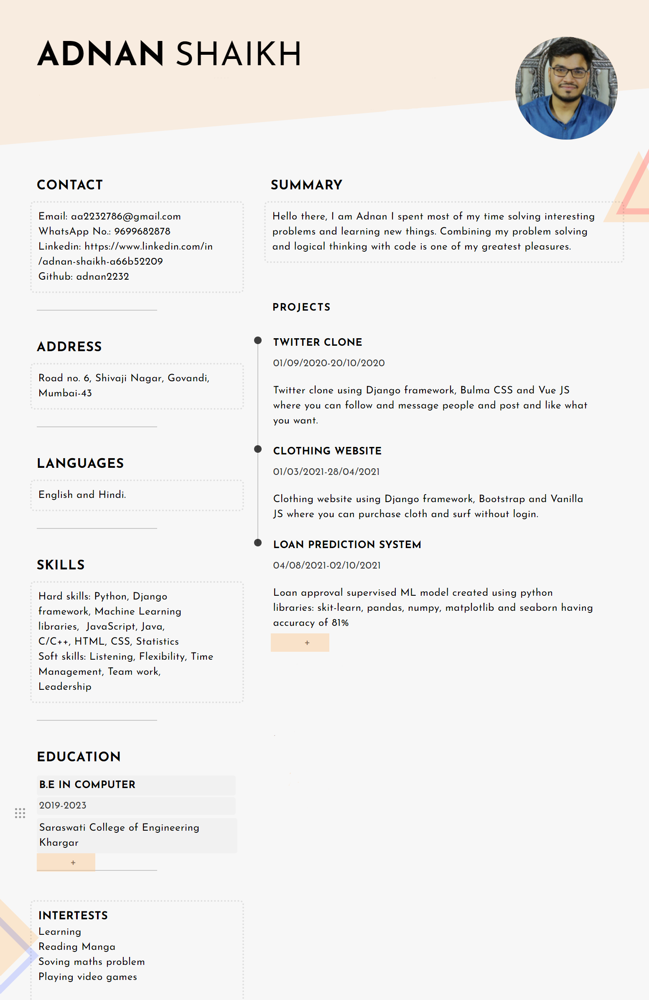 ADNAN SHAIKH
CONTACT
Email: aa2232786@gmail.com
WhatsApp No.: 9699682878
Linkedin: https://www.linkedin.com/in
/adnan-shaikh-a66b52209
Github: adnan2232
ADDRESS
Road no. 6, Shivaji Nagar, Govandi,
Mumbai-43
LANGUAGES
English and Hindi.
SKILLS
Hard skills: Python, Django
framework, Machine Learning
libraries,  JavaScript, Java,
C/C++, HTML, CSS, Statistics
Soft skills: Listening, Flexibility, Time
Management, Team work,
Leadership
EDUCATION
B.E IN COMPUTER
2019-2023
Saraswati College of Engineering
Khargar
+
INTERTESTS
Learning
Reading Manga
Soving maths problem
Playing video games
SUMMARY
Hello there, I am Adnan I spent most of my time solving interesting
problems and learning new things. Combining my problem solving
and logical thinking with code is one of my greatest pleasures.
PROJECTS
TWITTER CLONE
01/09/2020-20/10/2020
Twitter clone using Django framework, Bulma CSS and Vue JS
where you can follow and message people and post and like what
you want.
CLOTHING WEBSITE
01/03/2021-28/04/2021
Clothing website using Django framework, Bootstrap and Vanilla
JS where you can purchase cloth and surf without login.
LOAN PREDICTION SYSTEM
04/08/2021-02/10/2021
Loan approval supervised ML model created using python
libraries: skit-learn, pandas, numpy, matplotlib and seaborn having
accuracy of 81%
+